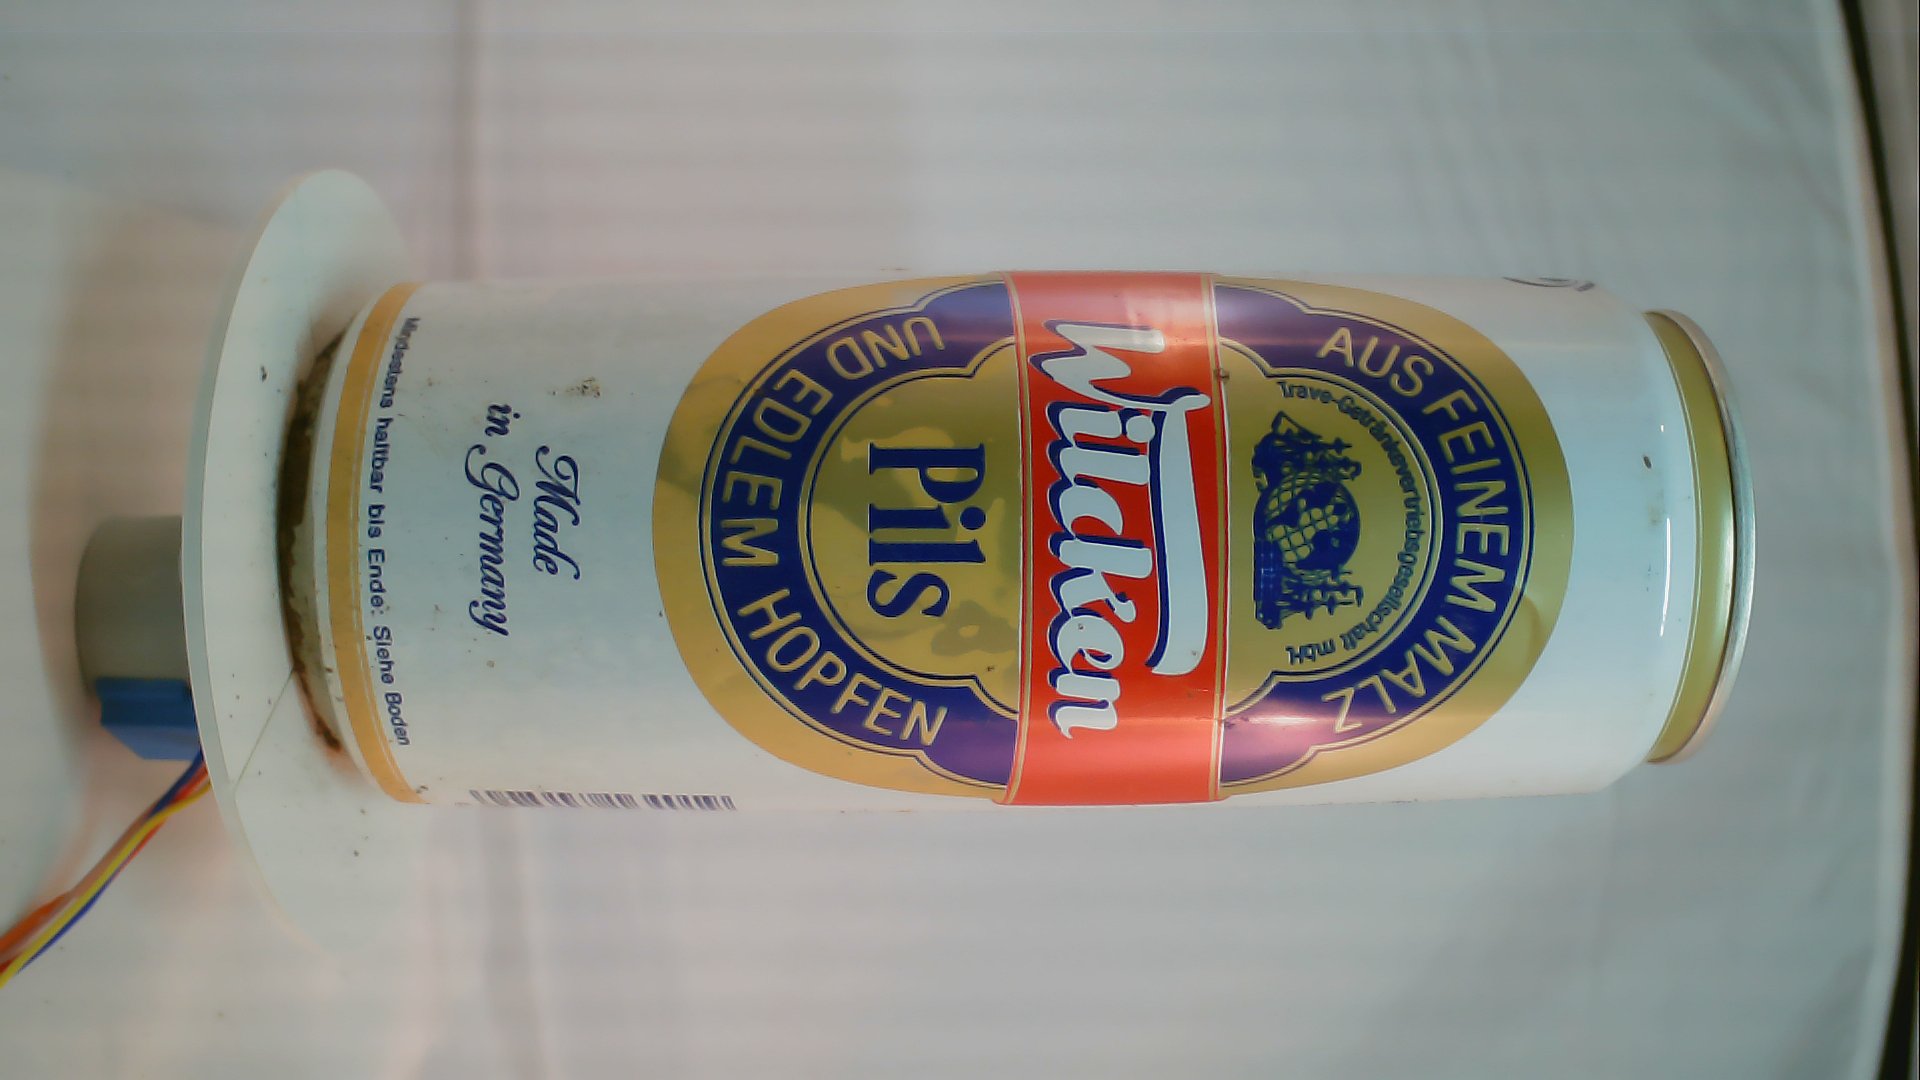 AUS FEINEM MALZ
Trave-Getränkevertriebsgesellschaft mbH
Wilcken
Pils
UND EDLEM HOPFEN
Made
in Germany
Mindestens haltbar bis Ende: Siehe Boden